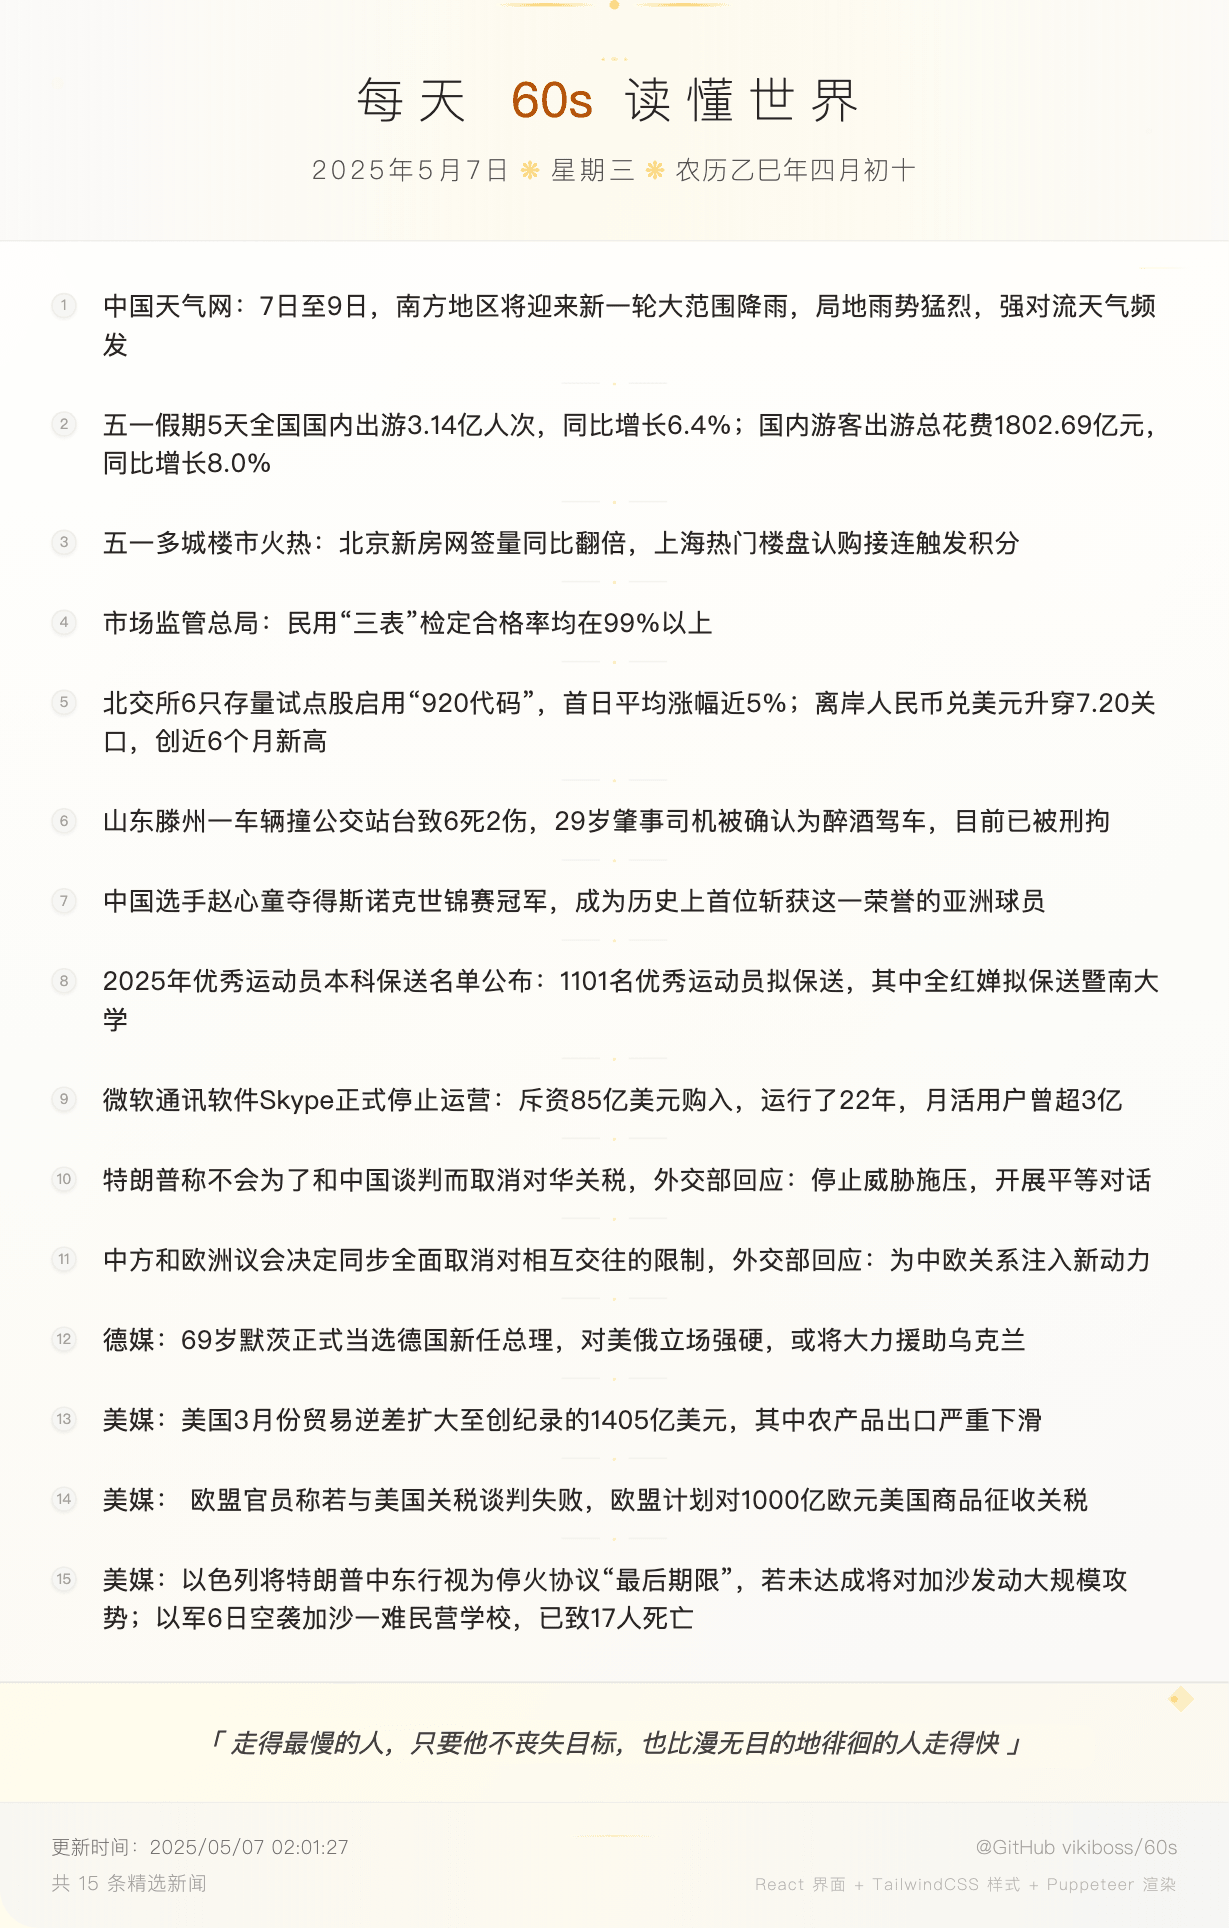 每天 60s 读懂世界
2025年5月7日 ❋ 星期三 ❋ 农历乙巳年四月初十
1 中国天气网：7日至9日，南方地区将迎来新一轮大范围降雨，局地雨势猛烈，强对流天气频
发
2 五一假期5天全国国内出游3.14亿人次，同比增长6.4%；国内游客出游总花费1802.69亿元，
同比增长8.0%
3 五一多城楼市火热：北京新房网签量同比翻倍，上海热门楼盘认购接连触发积分
4 市场监管总局：民用“三表”检定合格率均在99%以上
5 北交所6只存量试点股启用“920代码”，首日平均涨幅近5%；离岸人民币兑美元升穿7.20关
口，创近6个月新高
6 山东滕州一车辆撞公交站台致6死2伤，29岁肇事司机被确认为醉酒驾车，目前已被刑拘
7 中国选手赵心童夺得斯诺克世锦赛冠军，成为历史上首位斩获这一荣誉的亚洲球员
8 2025年优秀运动员本科保送名单公布：1101名优秀运动员拟保送，其中全红婵拟保送暨南大
学
9 微软通讯软件Skype正式停止运营：斥资85亿美元购入，运行了22年，月活用户曾超3亿
10 特朗普称不会为了和中国谈判而取消对华关税，外交部回应：停止威胁施压，开展平等对话
11 中方和欧洲议会决定同步全面取消对相互交往的限制，外交部回应：为中欧关系注入新动力
12 德媒：69岁默茨正式当选德国新任总理，对美俄立场强硬，或将大力援助乌克兰
13 美媒：美国3月份贸易逆差扩大至创纪录的1405亿美元，其中农产品出口严重下滑
14 美媒： 欧盟官员称若与美国关税谈判失败，欧盟计划对1000亿欧元美国商品征收关税
15 美媒：以色列将特朗普中东行视为停火协议“最后期限”，若未达成将对加沙发动大规模攻
势；以军6日空袭加沙一难民营学校，已致17人死亡
「 走得最慢的人，只要他不丧失目标，也比漫无目的地徘徊的人走得快 」
更新时间：2025/05/07 02:01:27
@GitHub vikiboss/60s
共 15 条精选新闻
React 界面 + TailwindCSS 样式 + Puppeteer 渲染